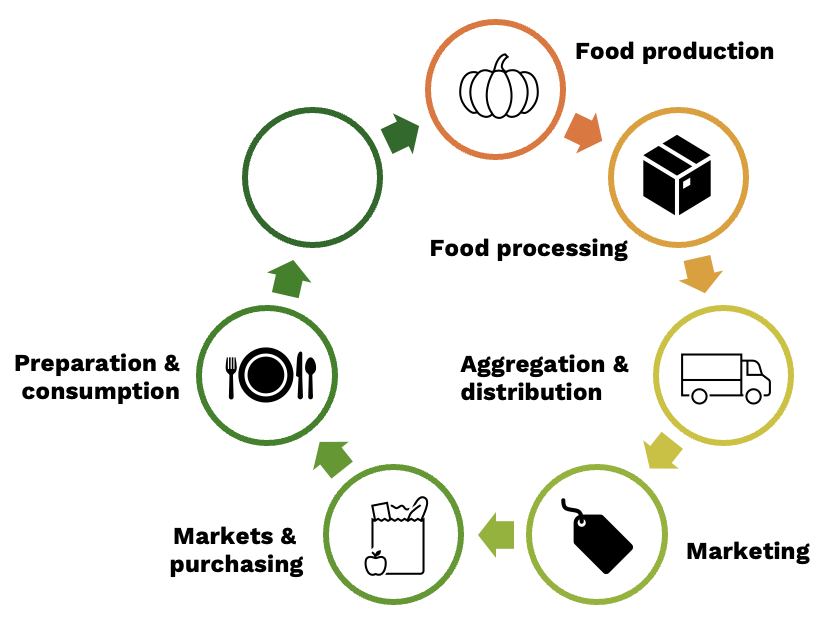 Food production
Food processing
Aggregation &
distribution
Marketing
Markets &
purchasing
Preparation &
consumption